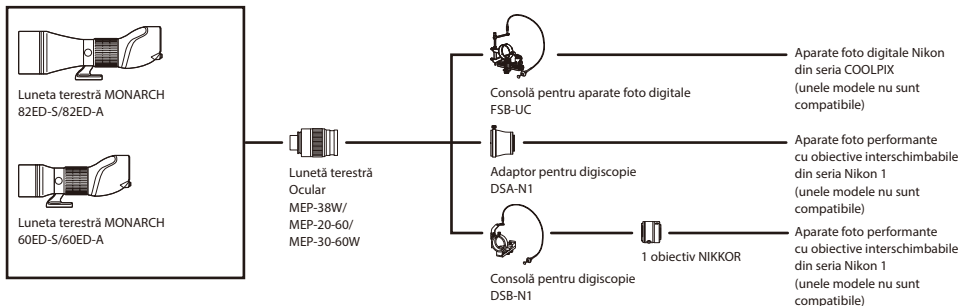 Luneta terestră MONARCH
82ED-S/82ED-A
Luneta terestră MONARCH
60ED-S/60ED-A
Lunetă terestră
Ocular
MEP-38W/
MEP-20-60/
MEP-30-60W
Consolă pentru aparate foto digitale
FSB-UC
Adaptor pentru digiscopie
DSA-N1
Consolă pentru digiscopie
DSB-N1
1 obiectiv NIKKOR
Aparate foto digitale Nikon
din seria COOLPIX
(unele modele nu sunt
compatibile)
Aparate foto performante
cu obiective interschimbabile
din seria Nikon 1
(unele modele nu sunt
compatibile)
Aparate foto performante
cu obiective interschimbabile
din seria Nikon 1
(unele modele nu sunt
compatibile)